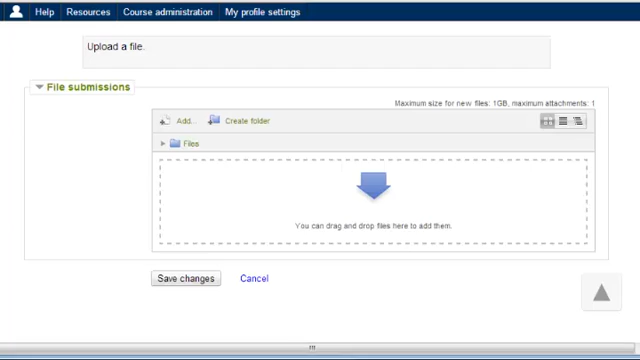 Help Resources Course administration My profile settings
Upload a file.
File submissions
Maximum size for new files: 1GB, maximum attachments: 1
Add... Create folder
Files
You can drag and drop files here to add them.
Save changes Cancel